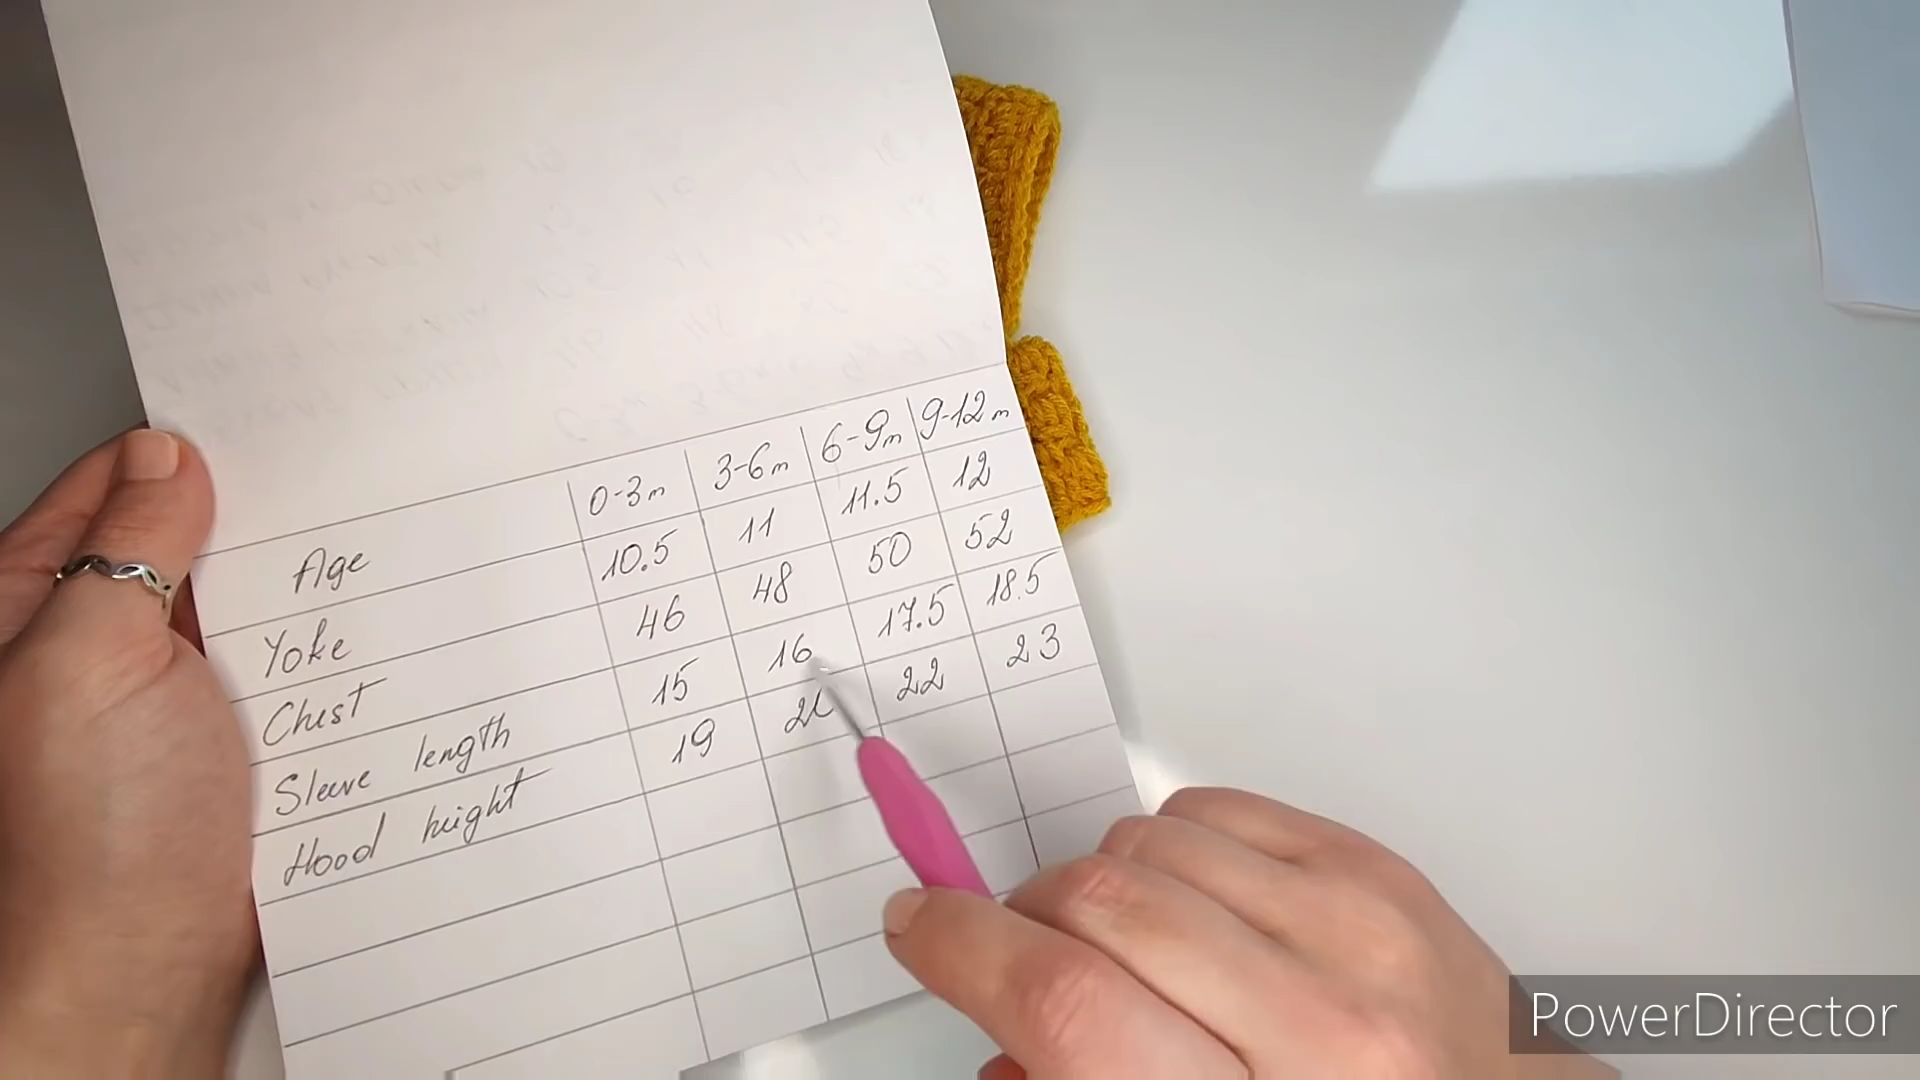 Age 0-3m 3-6m 6-9m 9-12m
Yoke 10.5 11 11.5 12
Chest 46 48 50 52
Sleeve length 15 16 17.5 18.5
Hood height 19 21 22 23
PowerDirector